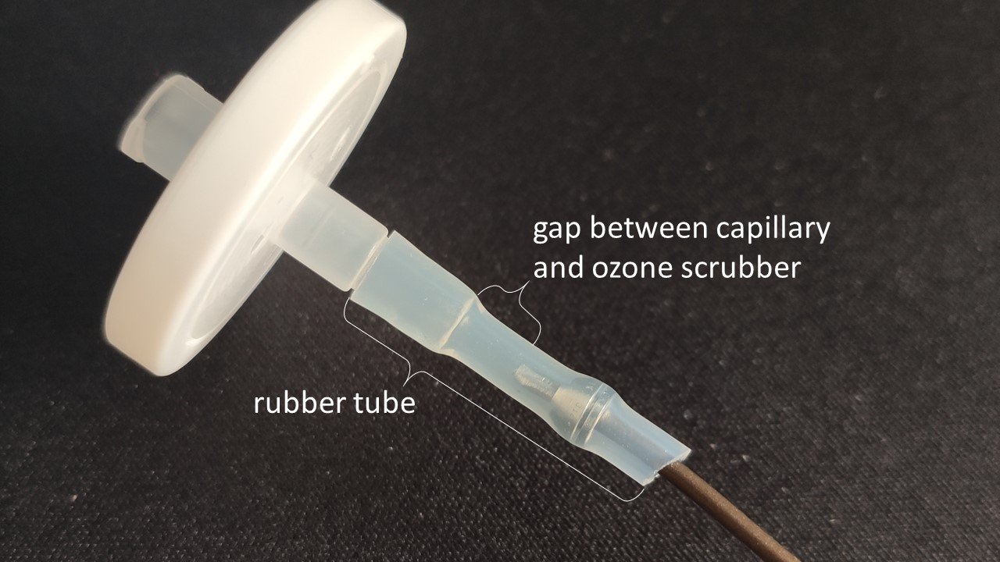 gap between capillary
and ozone scrubber
rubber tube